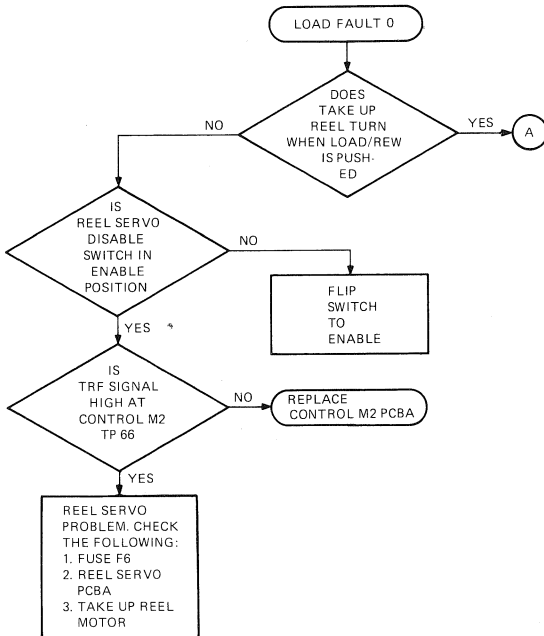 LOAD FAULT 0
DOES
TAKE UP
REEL TURN
WHEN LOAD/REW
IS PUSH-
ED
NO
YES
A
IS
REEL SERVO
DISABLE
SWITCH IN
ENABLE
POSITION
NO
FLIP
SWITCH
TO
ENABLE
YES
IS
TRF SIGNAL
HIGH AT
CONTROL M2
TP 66
NO
REPLACE
CONTROL M2 PCBA
YES
REEL SERVO
PROBLEM. CHECK
THE FOLLOWING:
1. FUSE F6
2. REEL SERVO
PCBA
3. TAKE UP REEL
MOTOR